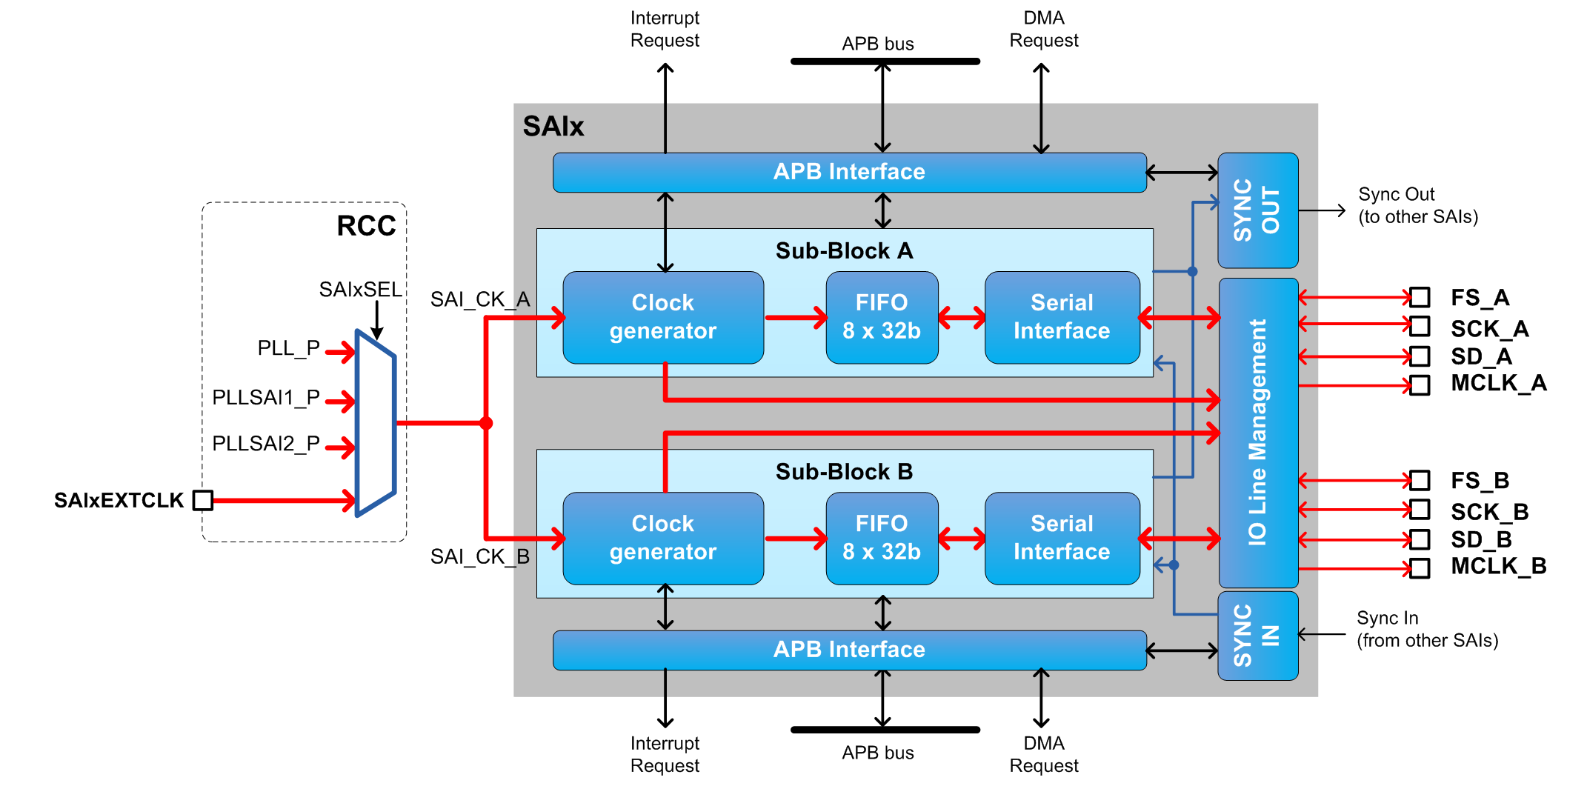 Interrupt
Request
APB bus
DMA
Request
SAIx
APB Interface
SYNC
OUT
Sync Out
(to other SAIs)
RCC
SAIxSEL
PLL_P
PLLSAI1_P
PLLSAI2_P
SAIxEXTCLK
SAI_CK_A
SAI_CK_B
Sub-Block A
Clock
generator
FIFO
8 x 32b
Serial
Interface
IO Line Management
FS_A
SCK_A
SD_A
MCLK_A
Sub-Block B
Clock
generator
FIFO
8 x 32b
Serial
Interface
FS_B
SCK_B
SD_B
MCLK_B
APB Interface
SYNC
IN
Sync In
(from other SAIs)
Interrupt
Request
APB bus
DMA
Request